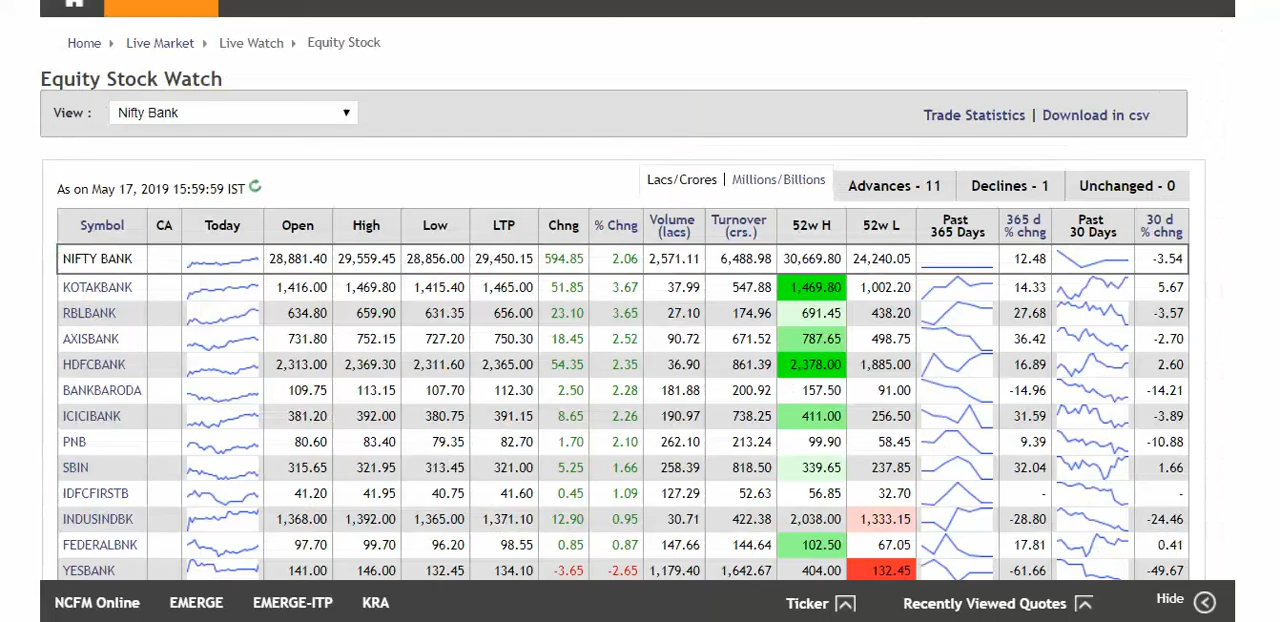 Home Live Market Live Watch Equity Stock
Equity Stock Watch
View : Nifty Bank Trade Statistics | Download in csv
As on May 17, 2019 15:59:59 IST Lacs/Crores | Millions/Billions Advances - 11 Declines - 1 Unchanged - 0
Symbol CA Today Open High Low LTP Chng % Chng Volume (lacs) Turnover (crs.) 52w H 52w L Past 365 Days 365 d % chng Past 30 Days 30 d % chng
NIFTY BANK 28,881.40 29,559.45 28,856.00 29,450.15 594.85 2.06 2,571.11 6,488.98 30,669.80 24,240.05 12.48 -3.54
KOTAKBANK 1,416.00 1,469.80 1,415.40 1,465.00 51.85 3.67 37.99 547.88 1,469.80 1,002.20 14.33 5.67
RBLBANK 634.80 659.90 631.35 656.00 23.10 3.65 27.10 174.96 691.45 438.20 27.68 -3.57
AXISBANK 731.80 752.15 727.20 750.30 18.45 2.52 90.72 671.52 787.65 498.75 36.42 -2.70
HDFCBANK 2,313.00 2,369.30 2,311.60 2,365.00 54.35 2.35 36.90 861.39 2,378.00 1,885.00 16.89 2.60
BANKBARODA 109.75 113.15 107.70 112.30 2.50 2.28 181.88 200.92 157.50 91.00 -14.96 -14.21
ICICIBANK 381.20 392.00 380.75 391.15 8.65 2.26 190.97 738.25 411.00 256.50 31.59 -3.89
PNB 80.60 83.40 79.35 82.70 1.70 2.10 262.10 213.24 99.90 58.45 9.39 -10.88
SBIN 315.65 321.95 313.45 321.00 5.25 1.66 258.39 818.50 339.65 237.85 32.04 1.66
IDFCFIRSTB 41.20 41.95 40.75 41.60 0.45 1.09 127.29 52.63 56.85 32.70 - -
INDUSINDBK 1,368.00 1,392.00 1,365.00 1,371.10 12.90 0.95 30.71 422.38 2,038.00 1,333.15 -28.80 -24.46
FEDERALBNK 97.70 99.70 96.20 98.55 0.85 0.87 147.66 144.64 102.50 67.05 17.81 0.41
YESBANK 141.00 146.00 132.45 134.10 -3.65 -2.65 1,179.40 1,642.67 404.00 132.45 -61.66 -49.67
NCFM Online EMERGE EMERGE-ITP KRA Ticker Recently Viewed Quotes Hide